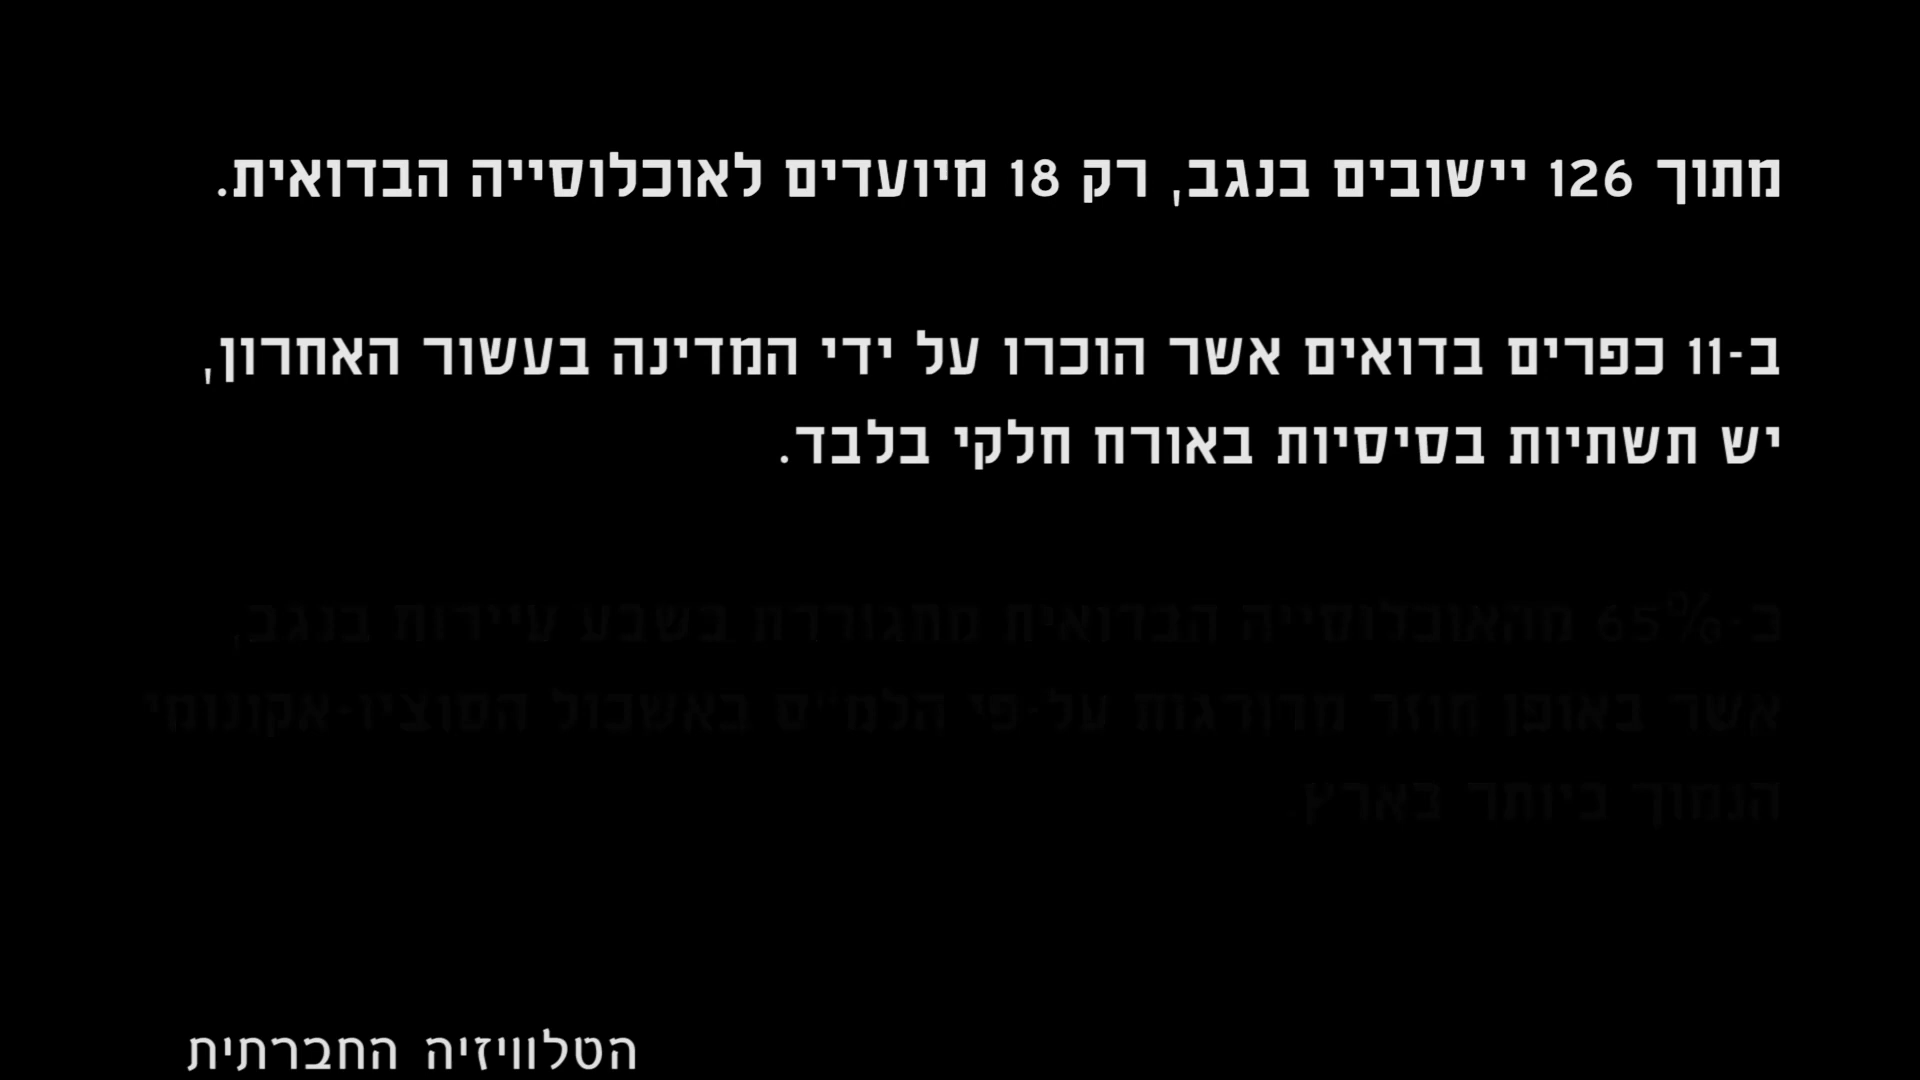 מתוך 126 יישובים בנגב, רק 18 מיועדים לאוכלוסייה הבדואית.
ב-11 כפרים בדואים אשר הוכרו על ידי המדינה בעשור האחרון,
יש תשתיות בסיסיות באורח חלקי בלבד.
כ-65% מהאוכלוסייה הבדואית מתגוררת בשבע עיירות בנגב,
אשר באופן חוזר מדורגות על-פי הלמ"ס באשכול הסוציו-אקונומי
הנמוך ביותר בארץ.
הטלוויזיה החברתית